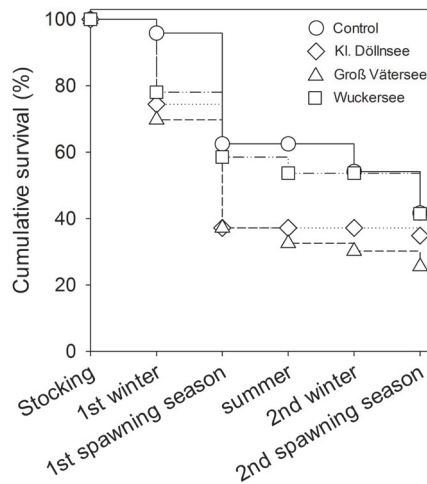 Cumulative survival (%)
100
80
60
40
20
0
Control
Kl. Döllnsee
Groß Vätersee
Wuckersee
Stocking
1st winter
1st spawning season
summer
2nd winter
2nd spawning season